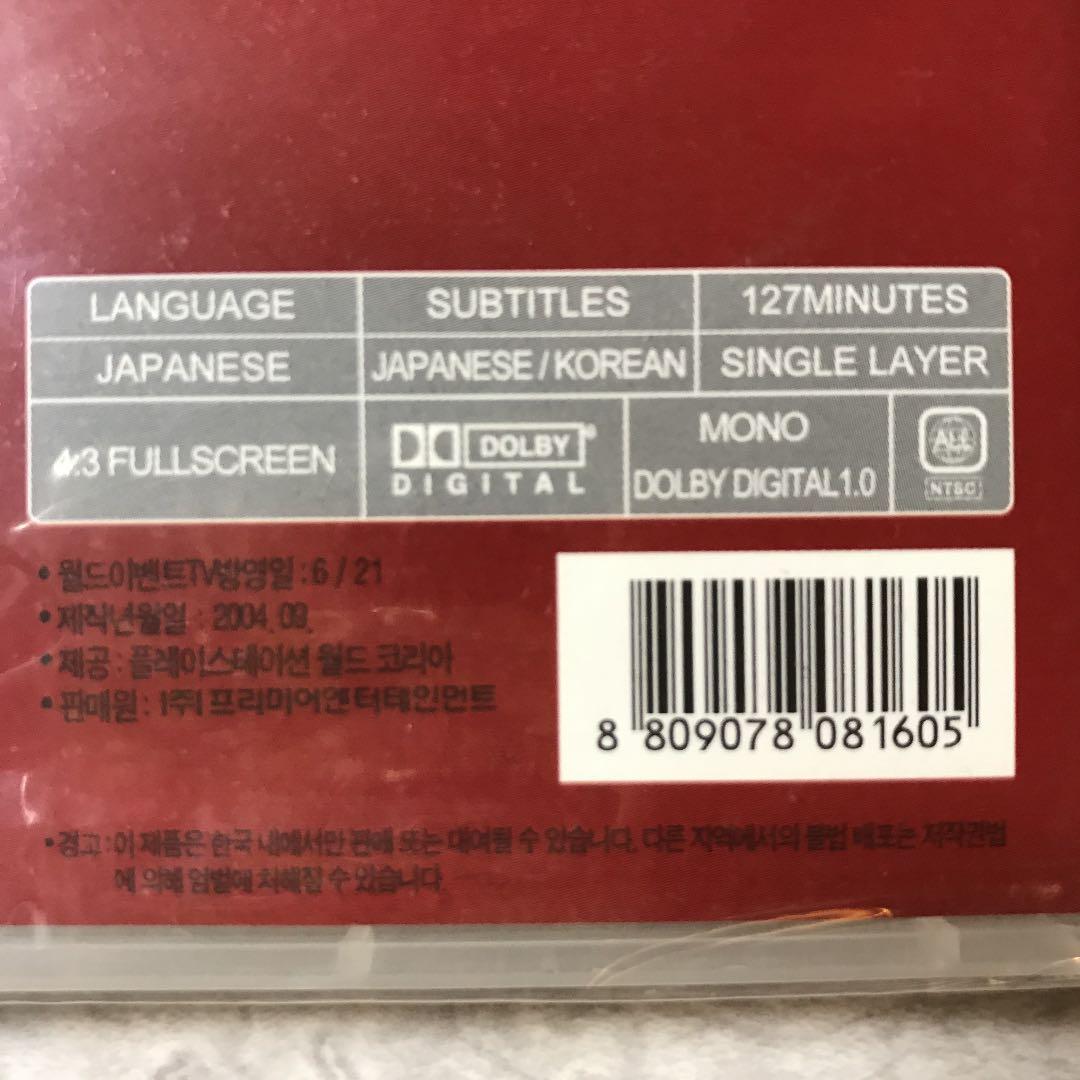 LANGUAGE SUBTITLES 127MINUTES
JAPANESE JAPANESE / KOREAN SINGLE LAYER
4:3 FULLSCREEN DOLBY DIGITAL MONO DOLBY DIGITAL 1.0 ALL NTSC
• 월드이벤트TV방영일 : 6 / 21
• 제작년월일 : 2004. 09.
• 제공 : 플레이스테이션 월드 코리아
• 판매원 : (주) 프리미어엔터테인먼트
8 809078 081605
• 경고 : 이 제품은 한국 내에서만 판매 또는 대여될 수 있습니다. 다른 지역에서의 불법 배포는 저작권법
에 의해 엄벌에 처해질 수 있습니다